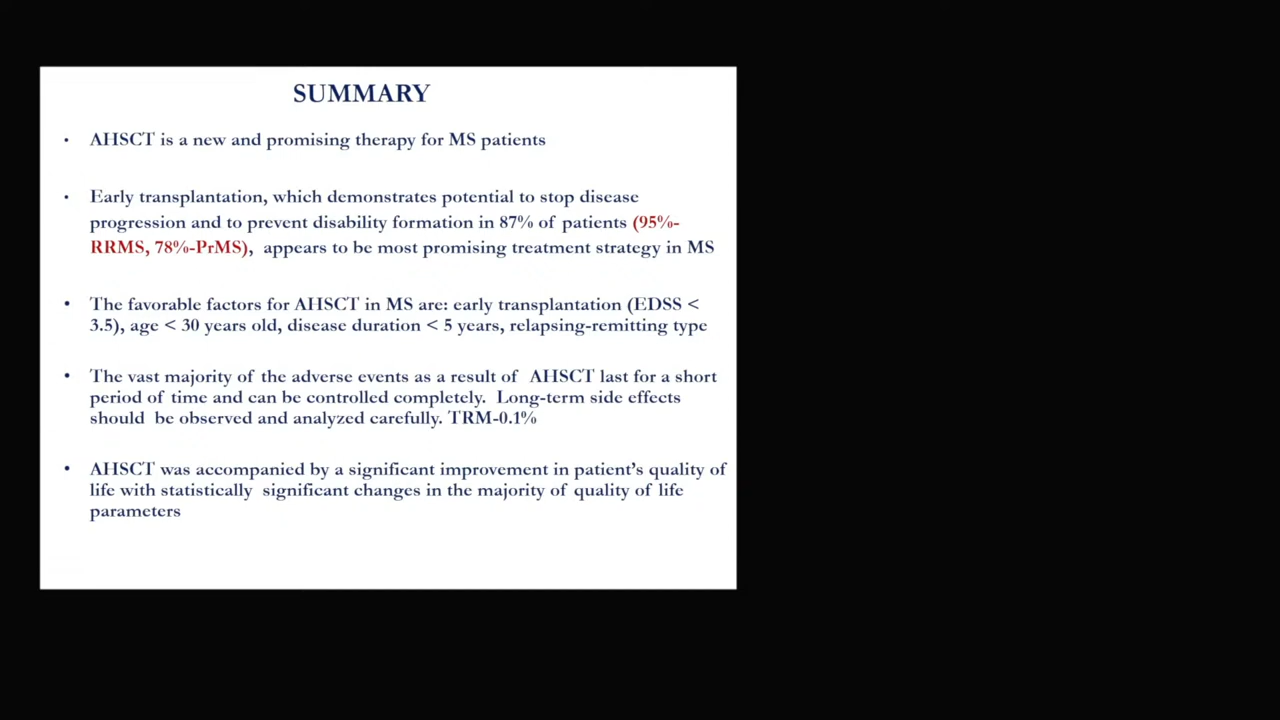 SUMMARY
• AHSCT is a new and promising therapy for MS patients
• Early transplantation, which demonstrates potential to stop disease
progression and to prevent disability formation in 87% of patients (95%-
RRMS, 78%-PrMS), appears to be most promising treatment strategy in MS
• The favorable factors for AHSCT in MS are: early transplantation (EDSS <
3.5), age < 30 years old, disease duration < 5 years, relapsing-remitting type
• The vast majority of the adverse events as a result of AHSCT last for a short
period of time and can be controlled completely. Long-term side effects
should be observed and analyzed carefully. TRM-0.1%
• AHSCT was accompanied by a significant improvement in patient’s quality of
life with statistically significant changes in the majority of quality of life
parameters